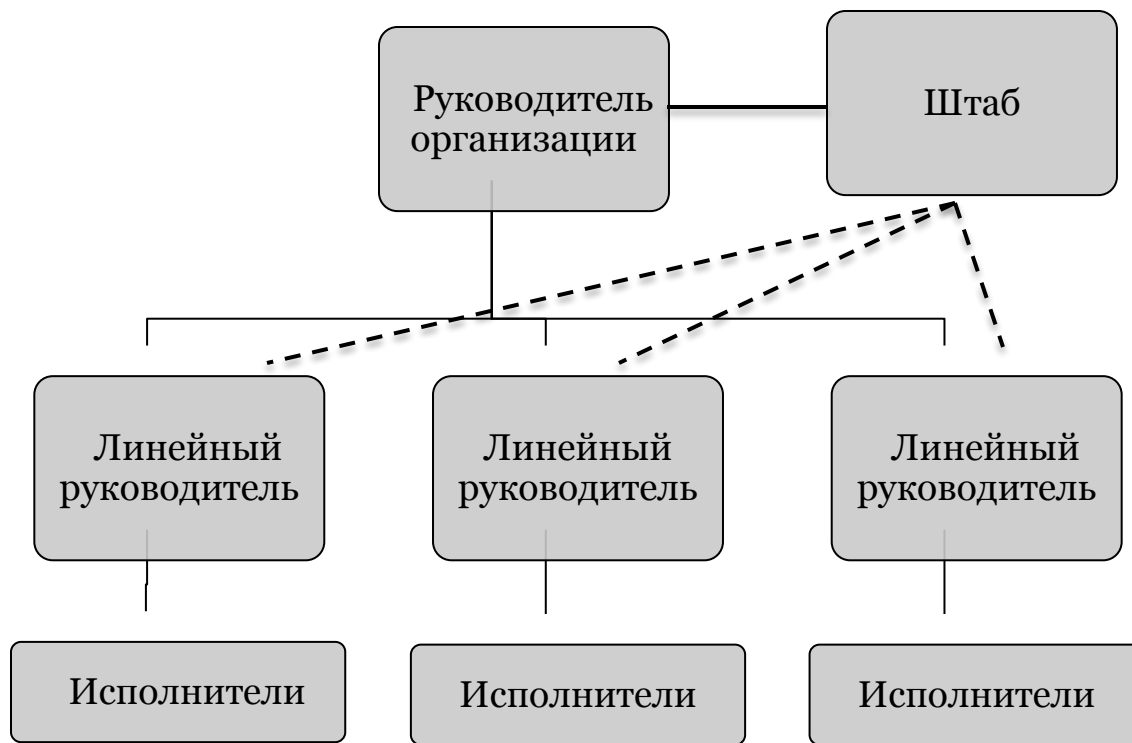 Руководитель
организации
Штаб
Линейный
руководитель
Линейный
руководитель
Линейный
руководитель
Исполнители
Исполнители
Исполнители